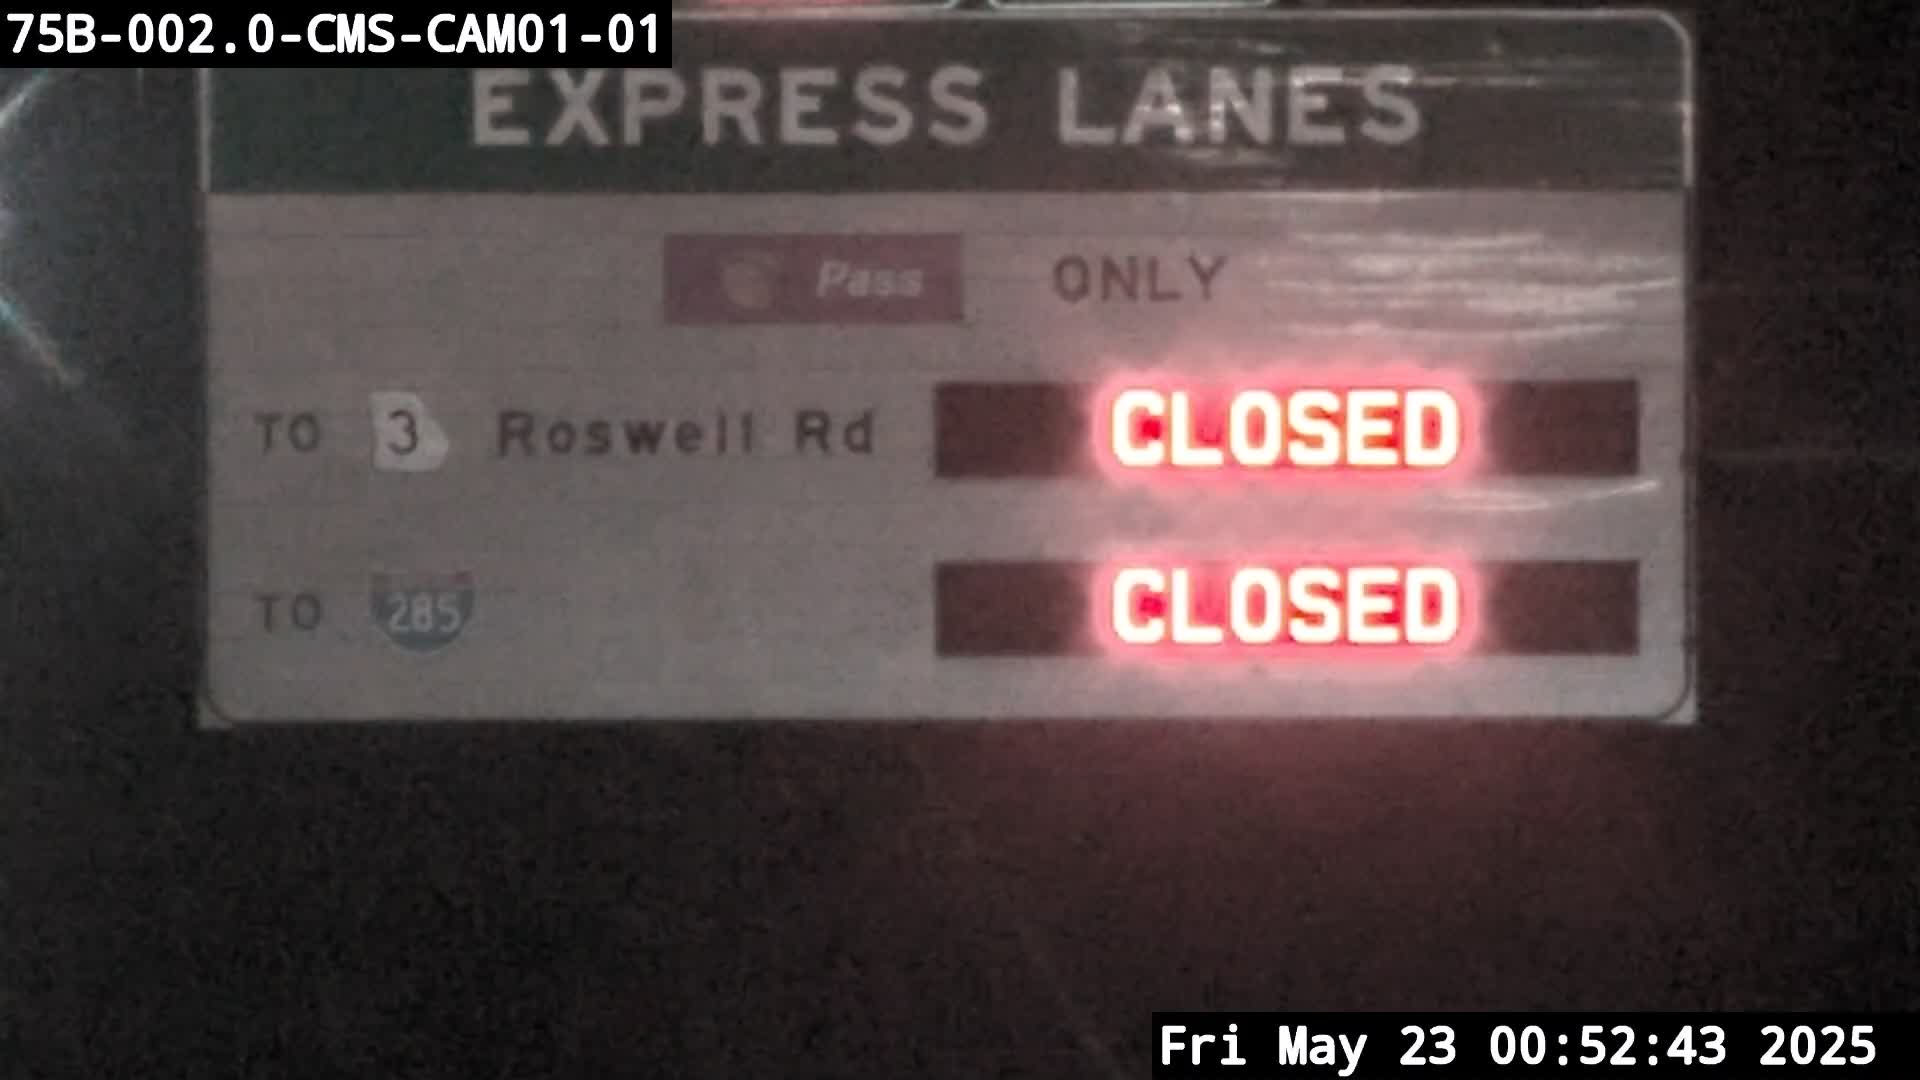 75B-002.0-CMS-CAM01-01
EXPRESS LANES
Pass ONLY
TO 3 Roswell Rd CLOSED
TO 285 CLOSED
Fri May 23 00:52:43 2025